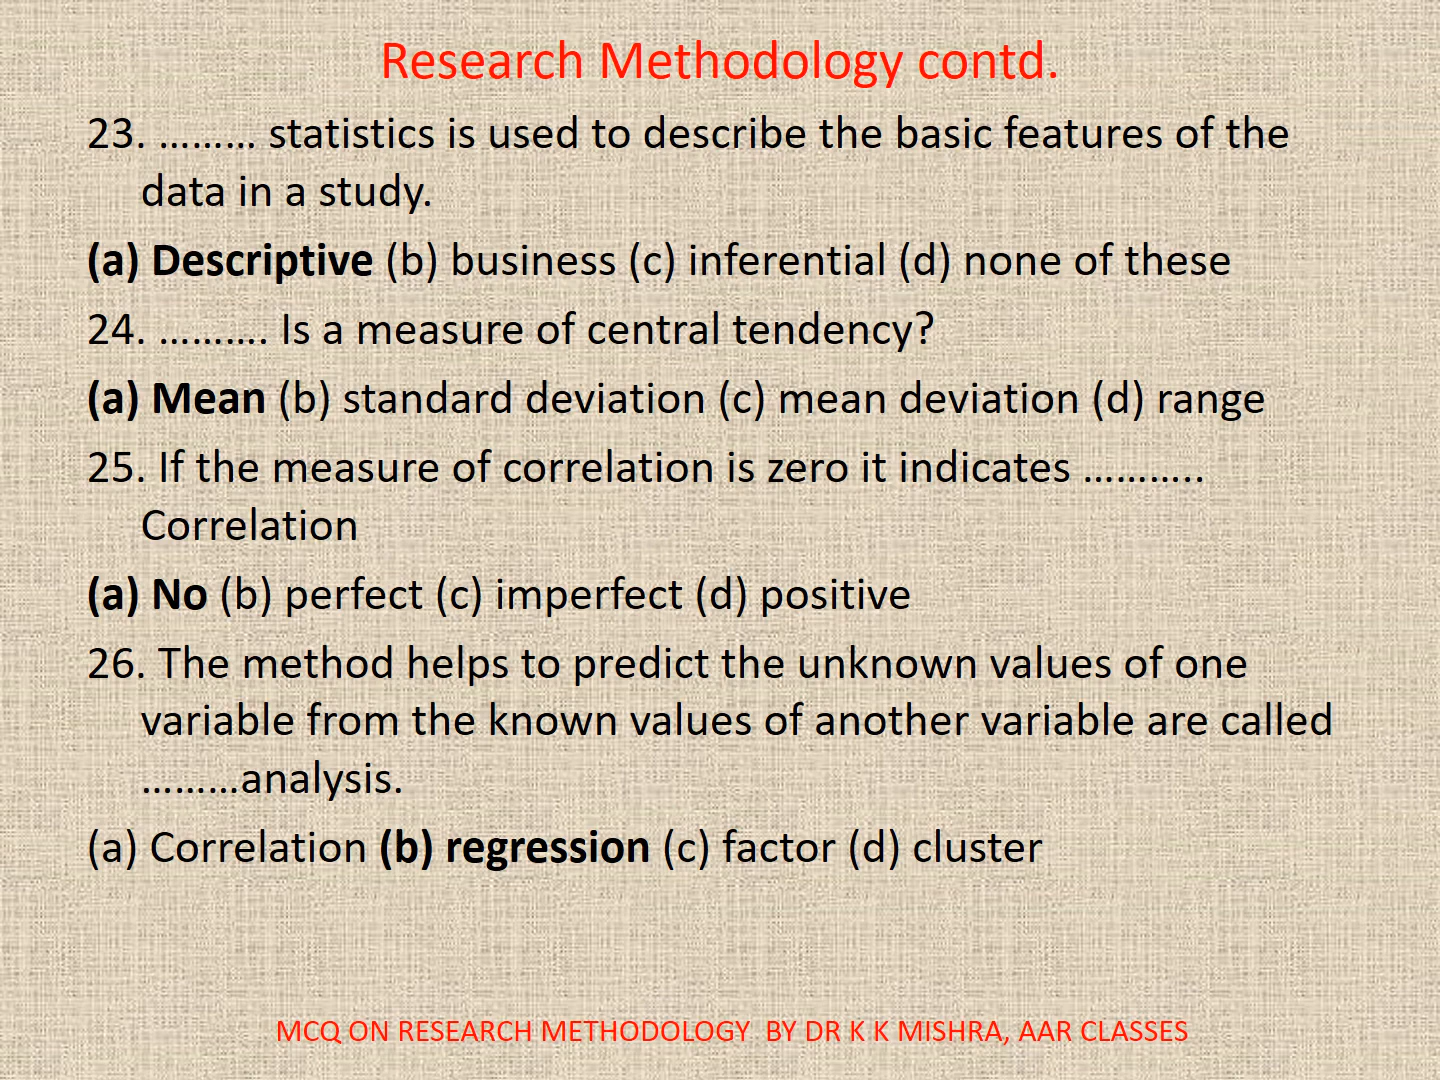 Research Methodology contd.
23. ……… statistics is used to describe the basic features of the
data in a study.
(a) Descriptive (b) business (c) inferential (d) none of these
24. ………. Is a measure of central tendency?
(a) Mean (b) standard deviation (c) mean deviation (d) range
25. If the measure of correlation is zero it indicates ………..
Correlation
(a) No (b) perfect (c) imperfect (d) positive
26. The method helps to predict the unknown values of one
variable from the known values of another variable are called
………analysis.
(a) Correlation (b) regression (c) factor (d) cluster
MCQ ON RESEARCH METHODOLOGY  BY DR K K MISHRA, AAR CLASSES